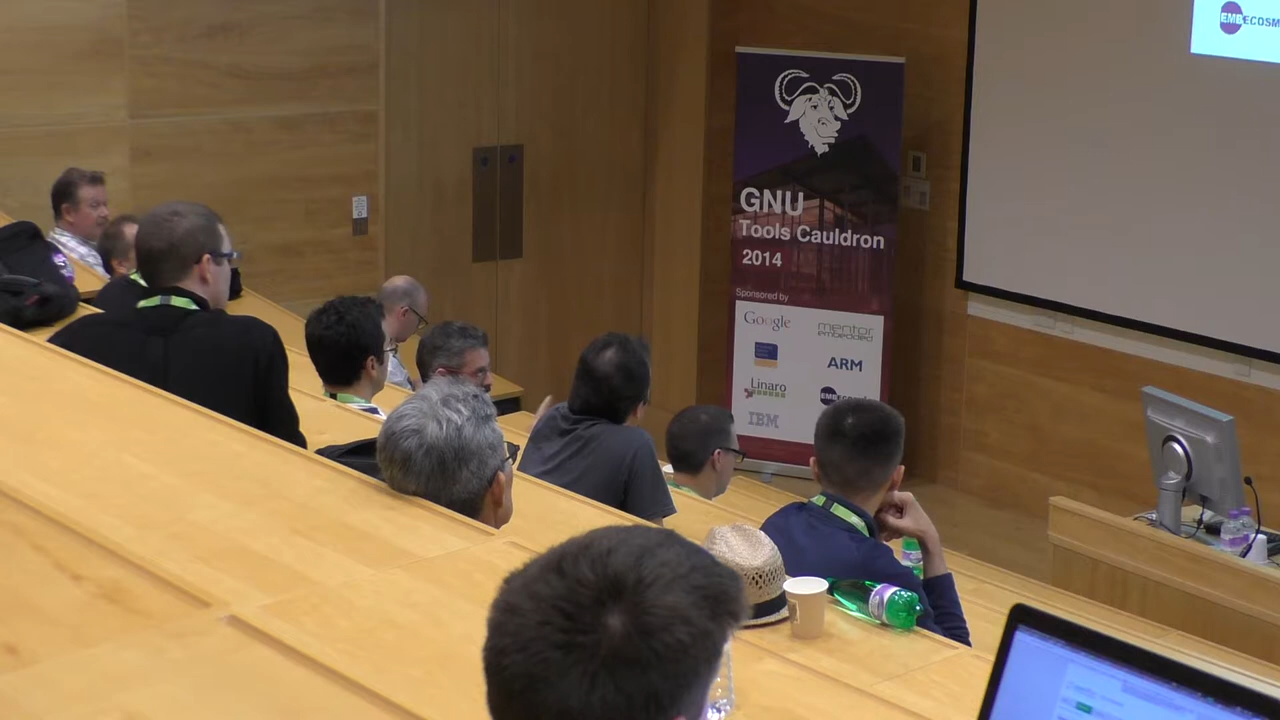 EMBECOSM
GNU
Tools Cauldron
2014
Sponsored by
Google
mentor
embedded
ARM
Linaro
IBM